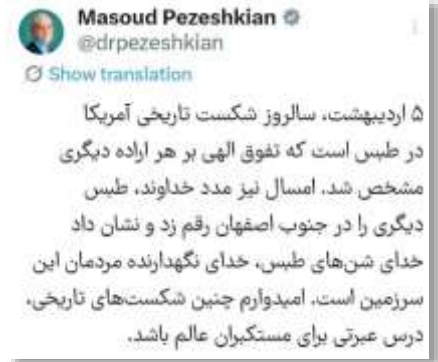 Masoud Pezeshkian
@drpezeshkian
Show translation
۵ اردیبهشت، سالروز شکست تاریخی آمریکا
در طبس است که تفوق الهی بر هر اراده دیگری
مشخص شد. امسال نیز مدد خداوند، طبس
دیگری را در جنوب اصفهان رقم زد و نشان داد
خدای شن‌های طبس، خدای نگهدارنده مردمان این
سرزمین است. امیدوارم چنین شکست‌های تاریخی،
درس عبرتی برای مستکبران عالم باشد.